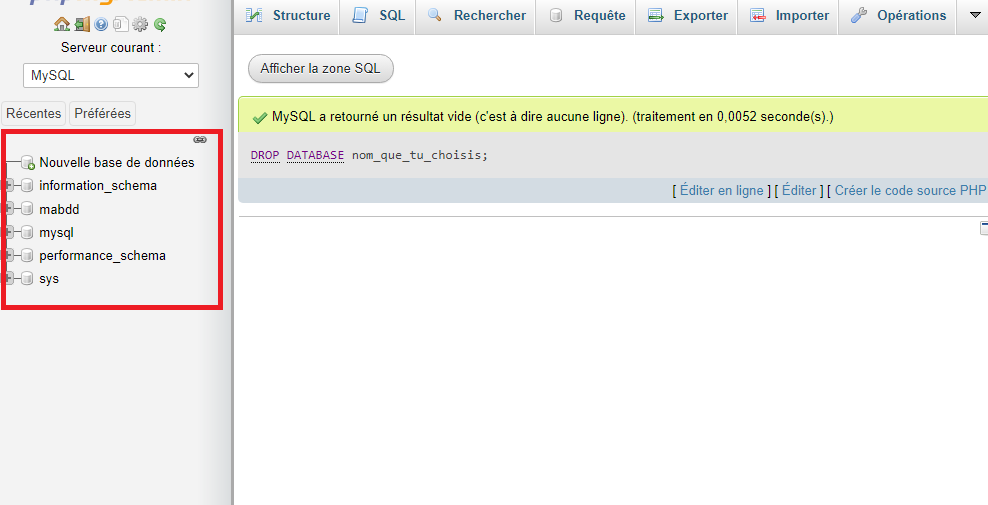 Serveur courant :
MySQL
Récentes Préférées
Nouvelle base de données
information_schema
mabdd
mysql
performance_schema
sys
Structure SQL Rechercher Requête Exporter Importer Opérations
Afficher la zone SQL
MySQL a retourné un résultat vide (c'est à dire aucune ligne). (traitement en 0,0052 seconde(s).)
DROP DATABASE nom_que_tu_choisis;
[ Éditer en ligne ] [ Éditer ] [ Créer le code source PHP